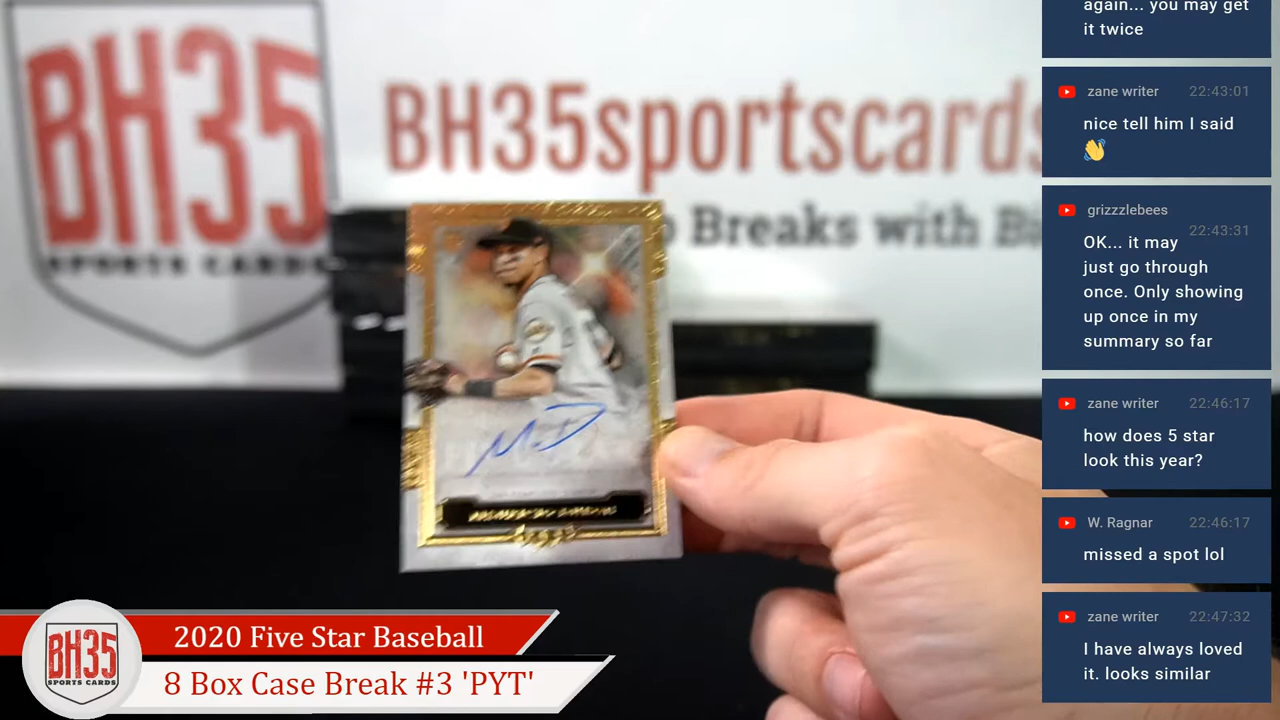 BH35
SPORTS CARDS
BH35sportscards
Breaks with
again... you may get
it twice
zane writer 22:43:01
nice tell him I said
👋
grizzzlebees 22:43:31
OK... it may
just go through
once. Only showing
up once in my
summary so far
zane writer 22:46:17
how does 5 star
look this year?
W. Ragnar 22:46:17
missed a spot lol
zane writer 22:47:32
I have always loved
it. looks similar
BH35
SPORTS CARDS
2020 Five Star Baseball
8 Box Case Break #3 'PYT'